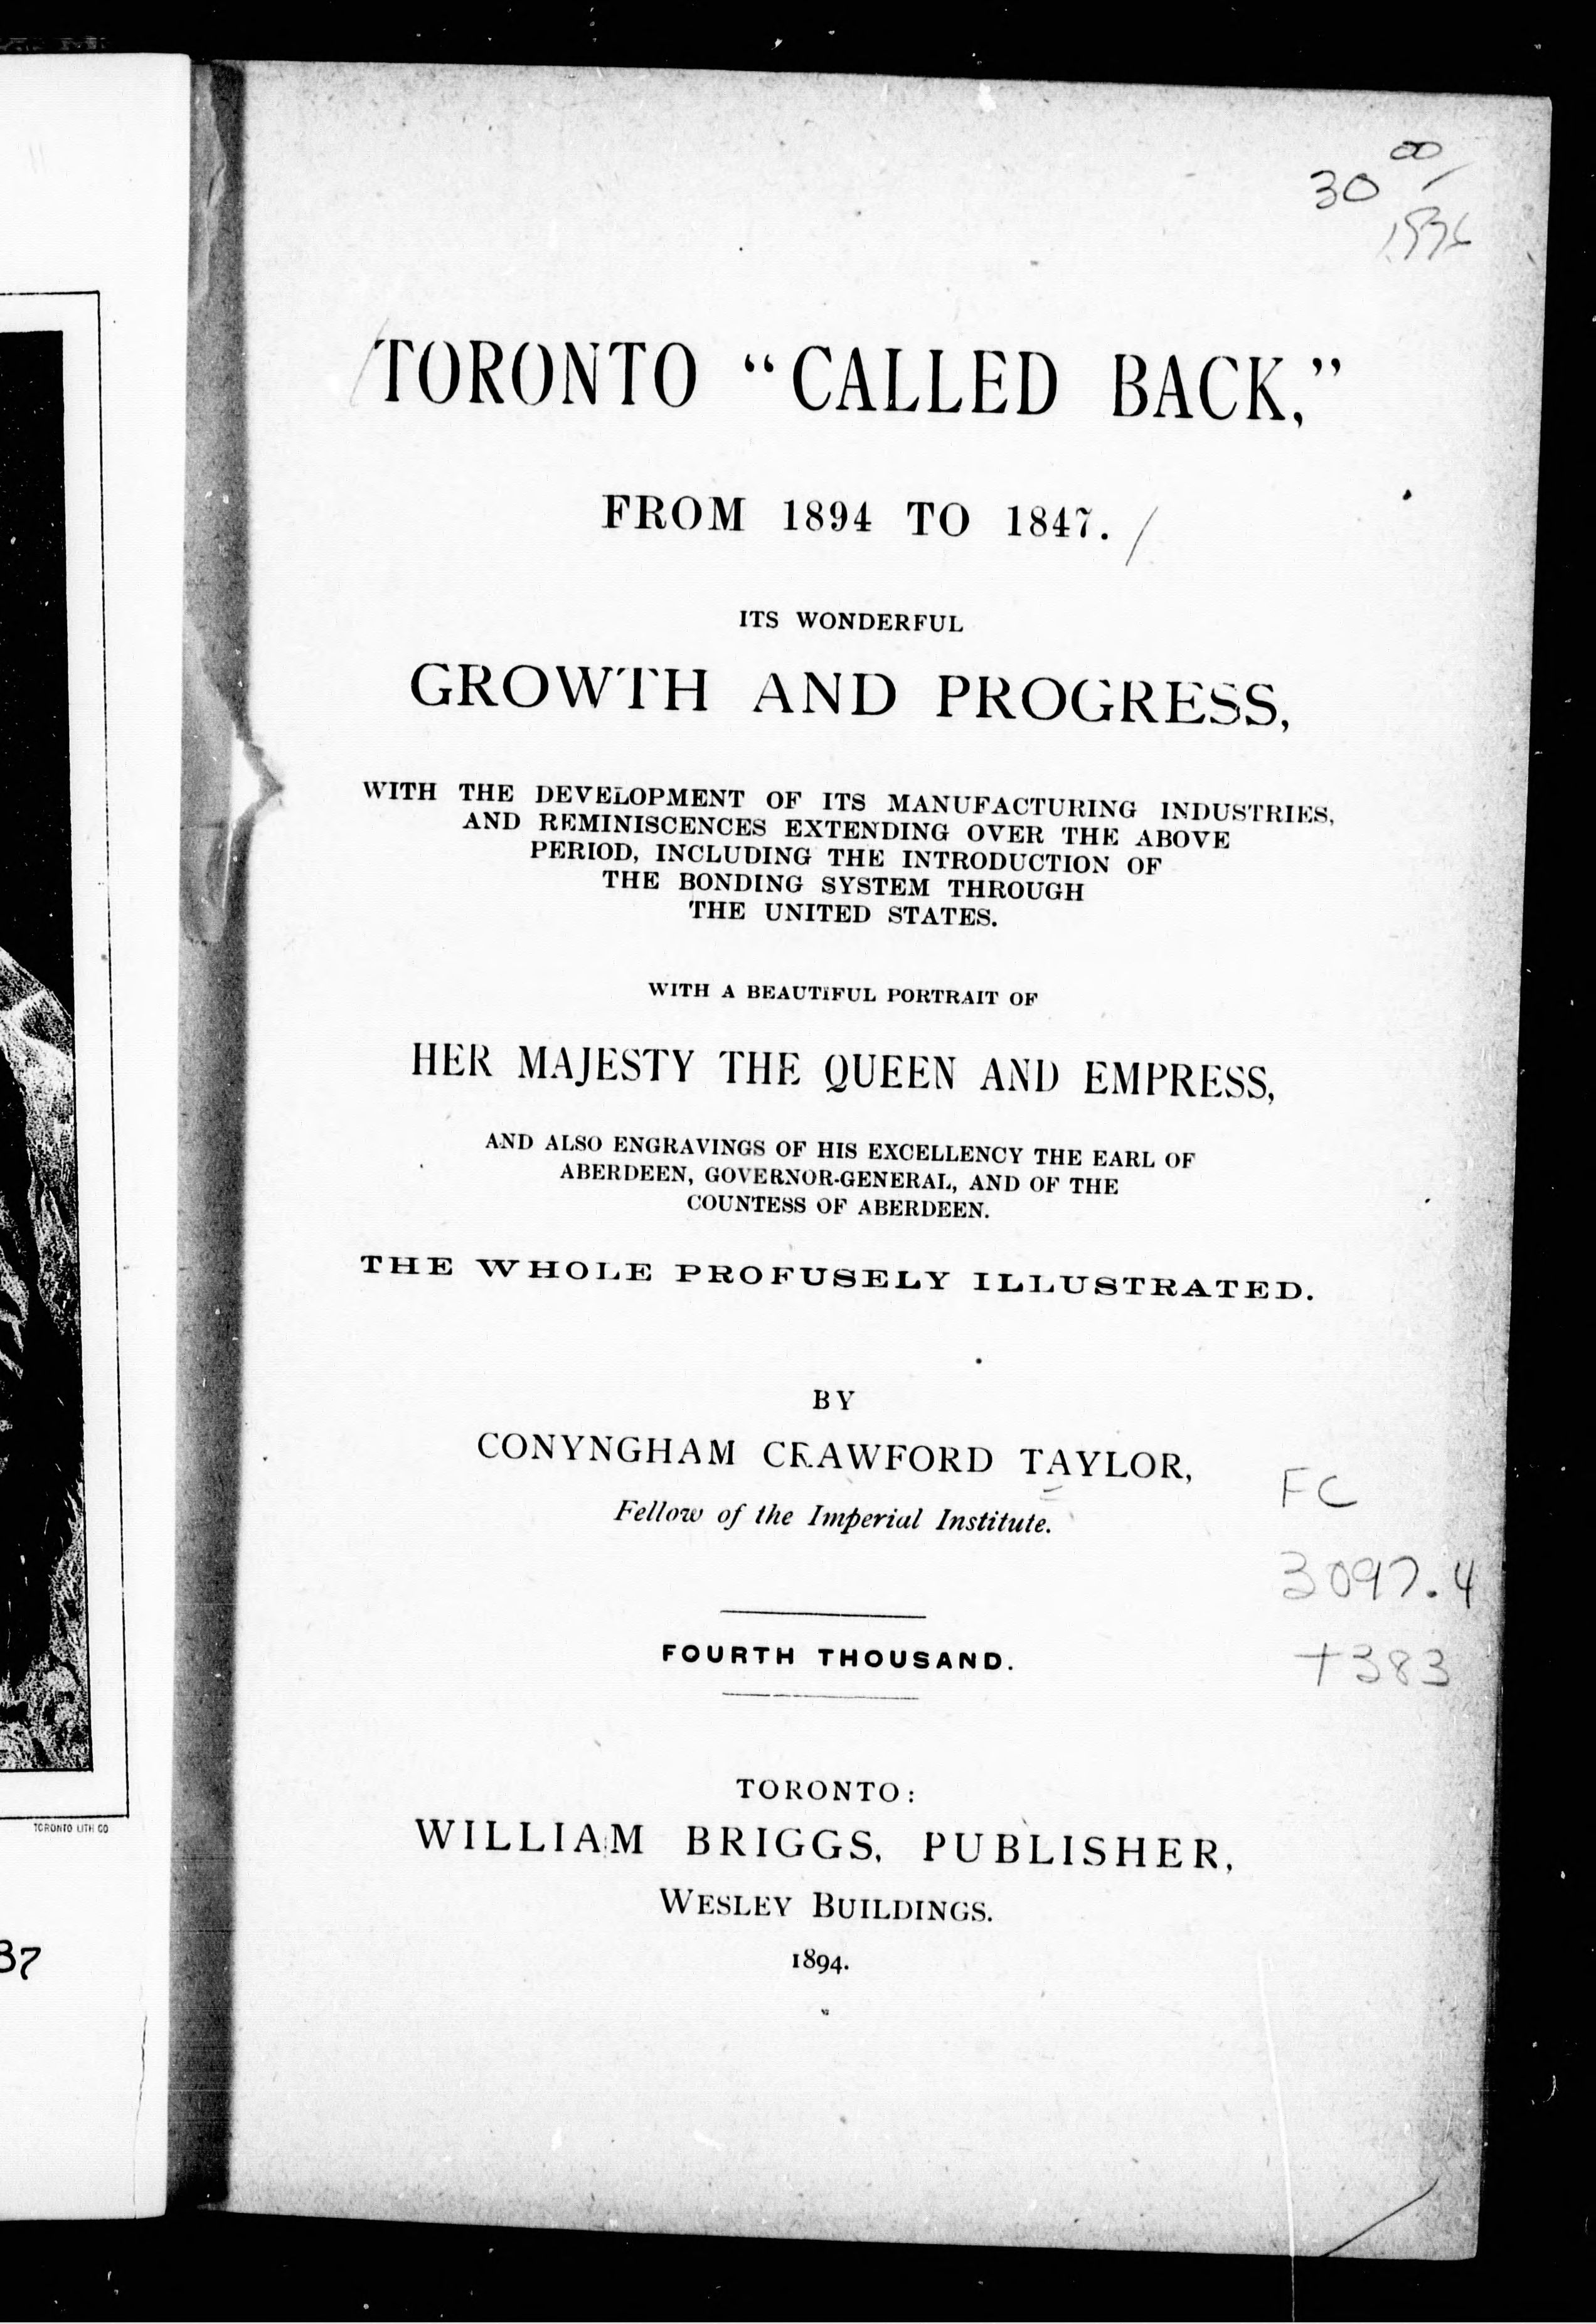 30 00/
TORONTO "CALLED BACK,"
FROM 1894 TO 1847. /
ITS WONDERFUL
GROWTH AND PROGRESS,
WITH THE DEVELOPMENT OF ITS MANUFACTURING INDUSTRIES,
AND REMINISCENCES EXTENDING OVER THE ABOVE
PERIOD, INCLUDING THE INTRODUCTION OF
THE BONDING SYSTEM THROUGH
THE UNITED STATES.
WITH A BEAUTIFUL PORTRAIT OF
HER MAJESTY THE QUEEN AND EMPRESS,
AND ALSO ENGRAVINGS OF HIS EXCELLENCY THE EARL OF
ABERDEEN, GOVERNOR-GENERAL, AND OF THE
COUNTESS OF ABERDEEN.
THE WHOLE PROFUSELY ILLUSTRATED.
BY
CONYNGHAM CRAWFORD TAYLOR,
Fellow of the Imperial Institute.
FC
3097.4
T383
FOURTH THOUSAND.
TORONTO:
WILLIAM BRIGGS, PUBLISHER,
WESLEY BUILDINGS.
1894.
TORONTO LITH CO
87